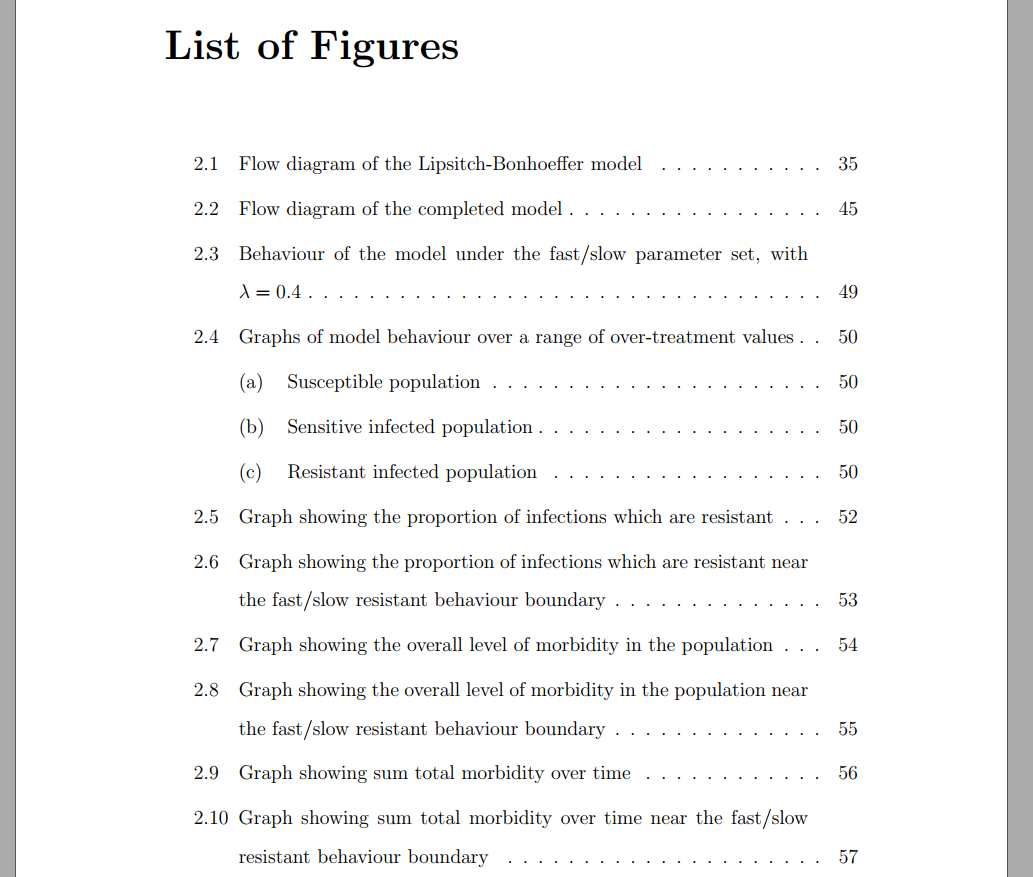 List of Figures
2.1 Flow diagram of the Lipsitch-Bonhoeffer model . . . . . . . . . . . 35
2.2 Flow diagram of the completed model . . . . . . . . . . . . . . . . . 45
2.3 Behaviour of the model under the fast/slow parameter set, with
λ = 0.4 . . . . . . . . . . . . . . . . . . . . . . . . . . . . . . . . . . 49
2.4 Graphs of model behaviour over a range of over-treatment values . . 50
(a) Susceptible population . . . . . . . . . . . . . . . . . . . . . . 50
(b) Sensitive infected population . . . . . . . . . . . . . . . . . . . 50
(c) Resistant infected population . . . . . . . . . . . . . . . . . . 50
2.5 Graph showing the proportion of infections which are resistant . . . 52
2.6 Graph showing the proportion of infections which are resistant near
the fast/slow resistant behaviour boundary . . . . . . . . . . . . . . 53
2.7 Graph showing the overall level of morbidity in the population . . . 54
2.8 Graph showing the overall level of morbidity in the population near
the fast/slow resistant behaviour boundary . . . . . . . . . . . . . . 55
2.9 Graph showing sum total morbidity over time . . . . . . . . . . . . 56
2.10 Graph showing sum total morbidity over time near the fast/slow
resistant behaviour boundary . . . . . . . . . . . . . . . . . . . . . 57